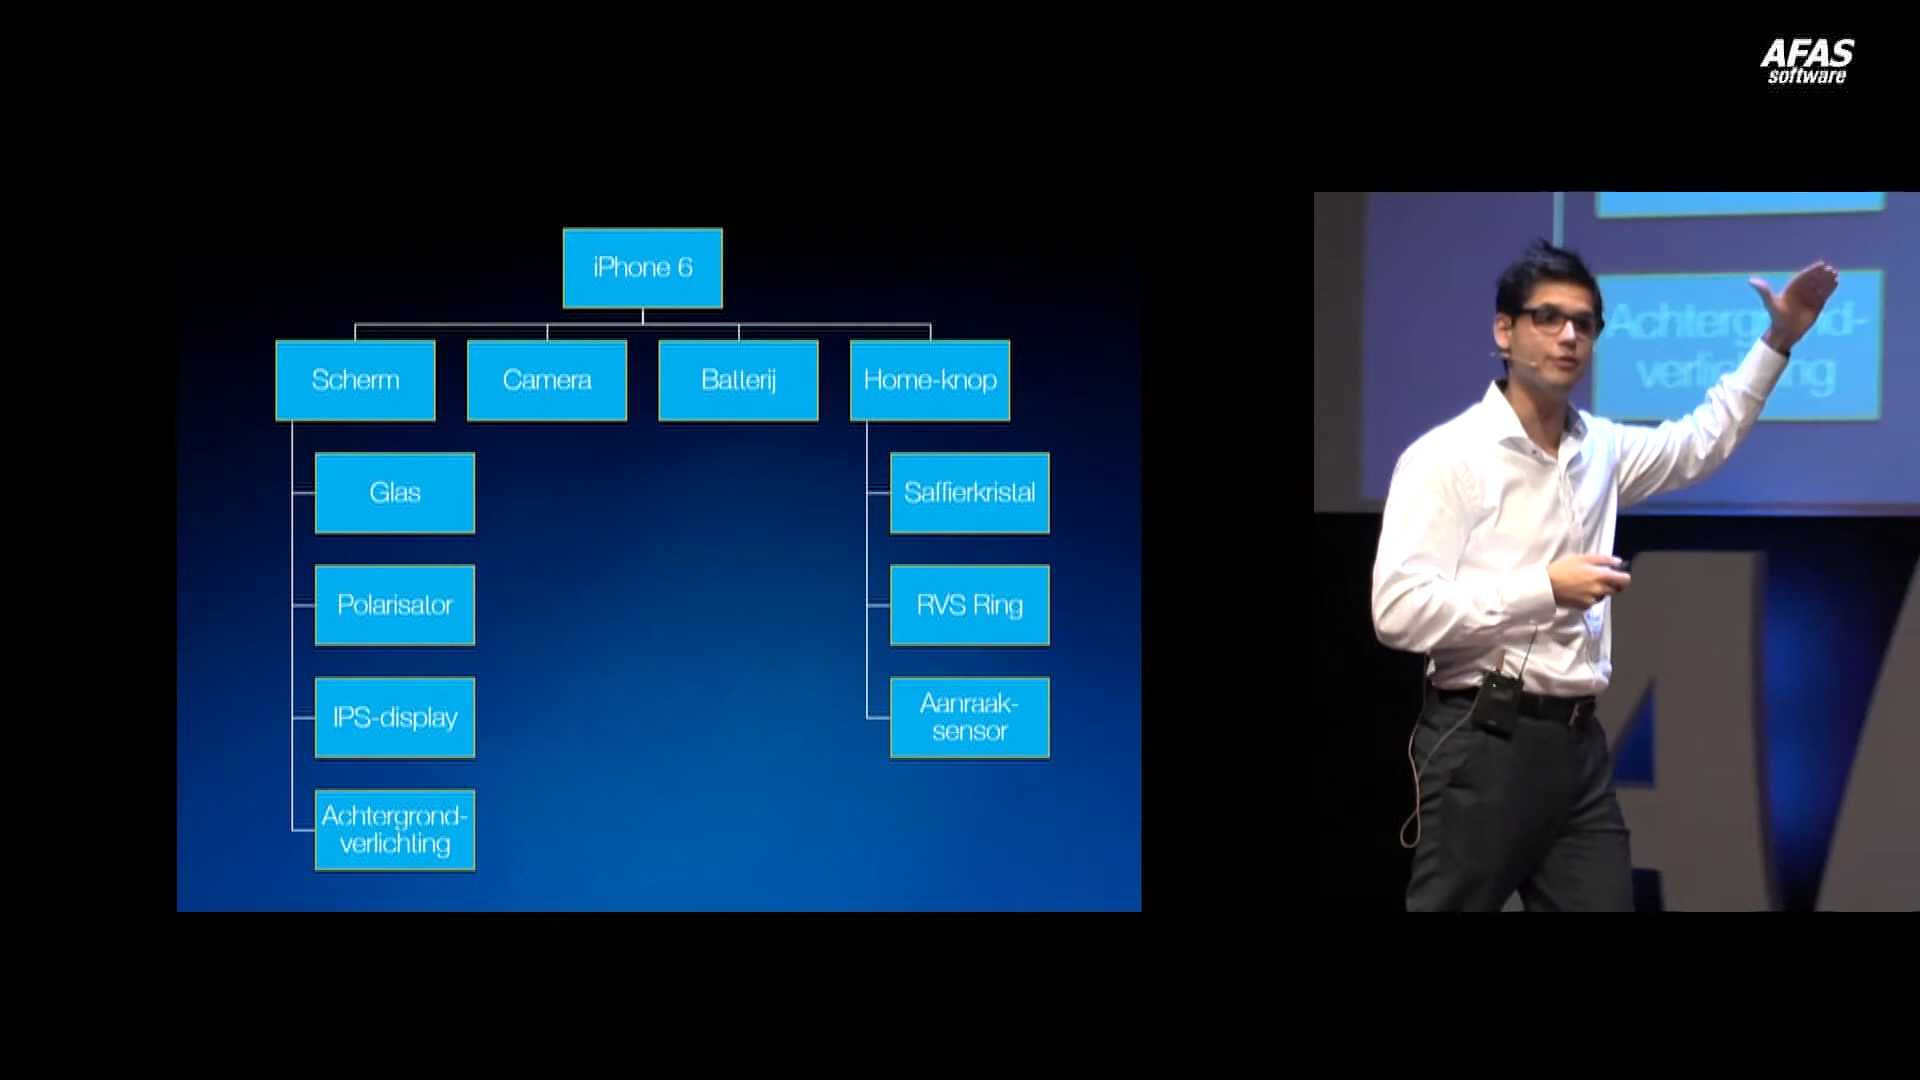 AFAS
software
iPhone 6
Scherm
Camera
Batterij
Home-knop
Glas
Saffierkristal
Polarisator
RVS Ring
IPS-display
Aanraak-
sensor
Achtergrond-
verlichting
Achtergrond-
verlichting